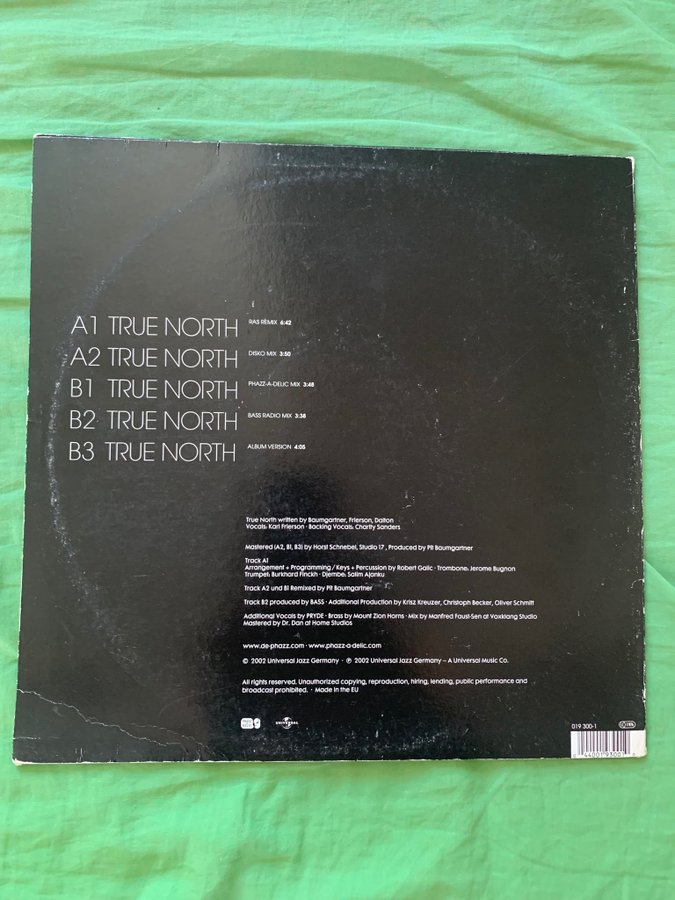 A1 TRUE NORTH RAS REMIX 6:42
A2 TRUE NORTH DISKO MIX 3:50
B1 TRUE NORTH PHAZZ-A-DELIC MIX 3:48
B2 TRUE NORTH BASS RADIO MIX 3:38
B3 TRUE NORTH ALBUM VERSION 4:05
True North written by Baumgartner, Frierson, Dalton
Vocals: Karl Frierson · Backing Vocals: Charity Sanders
Mastered (A2, B1, B3) by Horst Schnebel, Studio 17, Produced by Pit Baumgartner
Track A1
Arrangement + Programming / Keys + Percussion by Robert Galic · Trombone: Jerome Bugnon
Trumpet: Burkhard Finckh · Djembe: Salim Ajanku
Track A2 und B1 Remixed by Pit Baumgartner
Track B2 produced by BASS · Additional Production by Krisz Kreuzer, Christoph Becker, Oliver Schmitt
Additional Vocals by PRYDE · Brass by Mount Zion Horns · Mix by Manfred Faust-Sen at Voxklang Studio
Mastered by Dr. Dan at Home Studios
www.de-phazz.com · www.phazz-a-delic.com
© 2002 Universal Jazz Germany · ℗ 2002 Universal Jazz Germany – A Universal Music Co.
All rights reserved. Unauthorized copying, reproduction, hiring, lending, public performance and
broadcast prohibited. · Made in the EU
UNIVERSAL
019 300-1